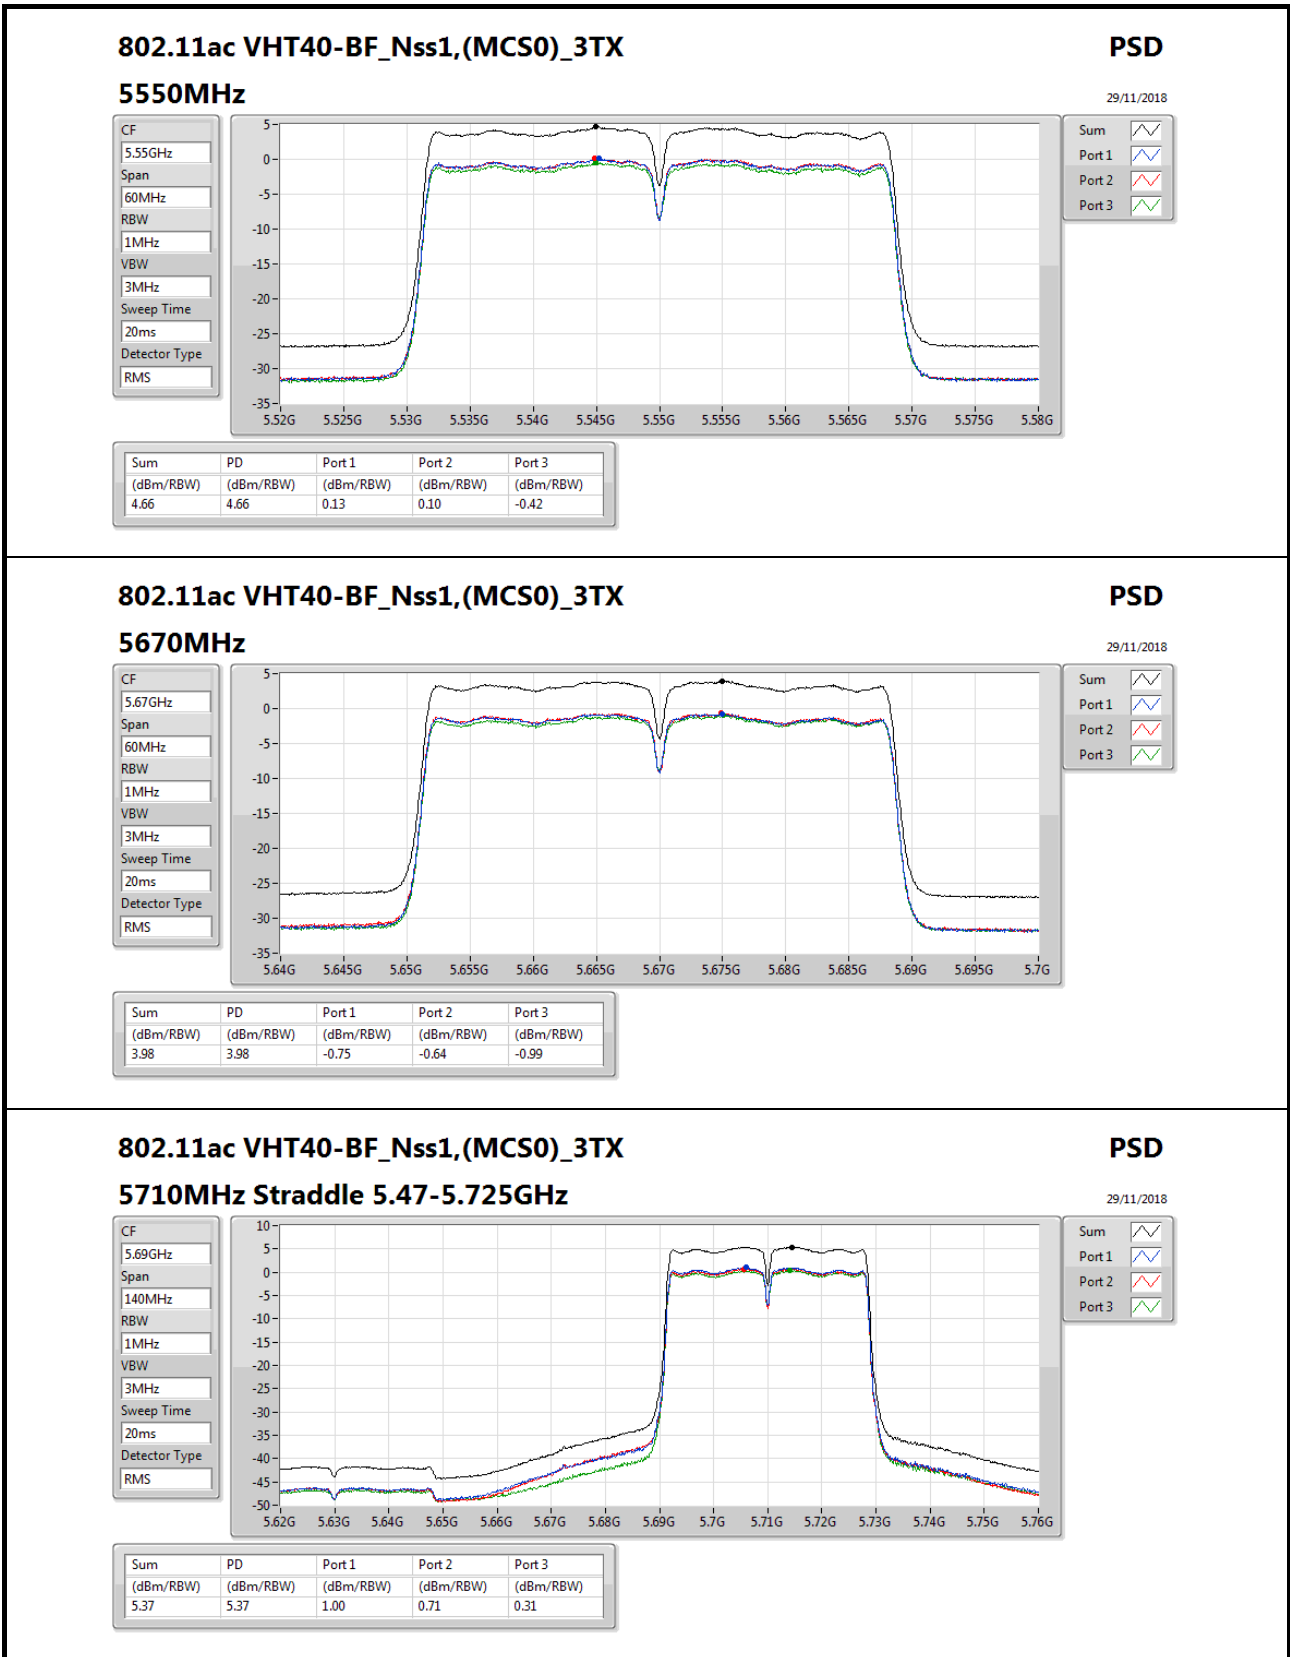 802.11ac VHT40-BF_Nss1,(MCS0)_3TX PSD
5550MHz 29/11/2018
CF
5.55GHz
Span
60MHz
RBW
1MHz
VBW
3MHz
Sweep Time
20ms
Detector Type
RMS
5
0
-5
-10
-15
-20
-25
-30
-35
5.52G 5.525G 5.53G 5.535G 5.54G 5.545G 5.55G 5.555G 5.56G 5.565G 5.57G 5.575G 5.58G
Sum
Port 1
Port 2
Port 3
Sum PD Port 1 Port 2 Port 3
(dBm/RBW) (dBm/RBW) (dBm/RBW) (dBm/RBW) (dBm/RBW)
4.66 4.66 0.13 0.10 -0.42
802.11ac VHT40-BF_Nss1,(MCS0)_3TX PSD
5670MHz 29/11/2018
CF
5.67GHz
Span
60MHz
RBW
1MHz
VBW
3MHz
Sweep Time
20ms
Detector Type
RMS
5
0
-5
-10
-15
-20
-25
-30
-35
5.64G 5.645G 5.65G 5.655G 5.66G 5.665G 5.67G 5.675G 5.68G 5.685G 5.69G 5.695G 5.7G
Sum
Port 1
Port 2
Port 3
Sum PD Port 1 Port 2 Port 3
(dBm/RBW) (dBm/RBW) (dBm/RBW) (dBm/RBW) (dBm/RBW)
3.98 3.98 -0.75 -0.64 -0.99
802.11ac VHT40-BF_Nss1,(MCS0)_3TX PSD
5710MHz Straddle 5.47-5.725GHz 29/11/2018
CF
5.69GHz
Span
140MHz
RBW
1MHz
VBW
3MHz
Sweep Time
20ms
Detector Type
RMS
10
5
0
-5
-10
-15
-20
-25
-30
-35
-40
-45
-50
5.62G 5.63G 5.64G 5.65G 5.66G 5.67G 5.68G 5.69G 5.7G 5.71G 5.72G 5.73G 5.74G 5.75G 5.76G
Sum
Port 1
Port 2
Port 3
Sum PD Port 1 Port 2 Port 3
(dBm/RBW) (dBm/RBW) (dBm/RBW) (dBm/RBW) (dBm/RBW)
5.37 5.37 1.00 0.71 0.31